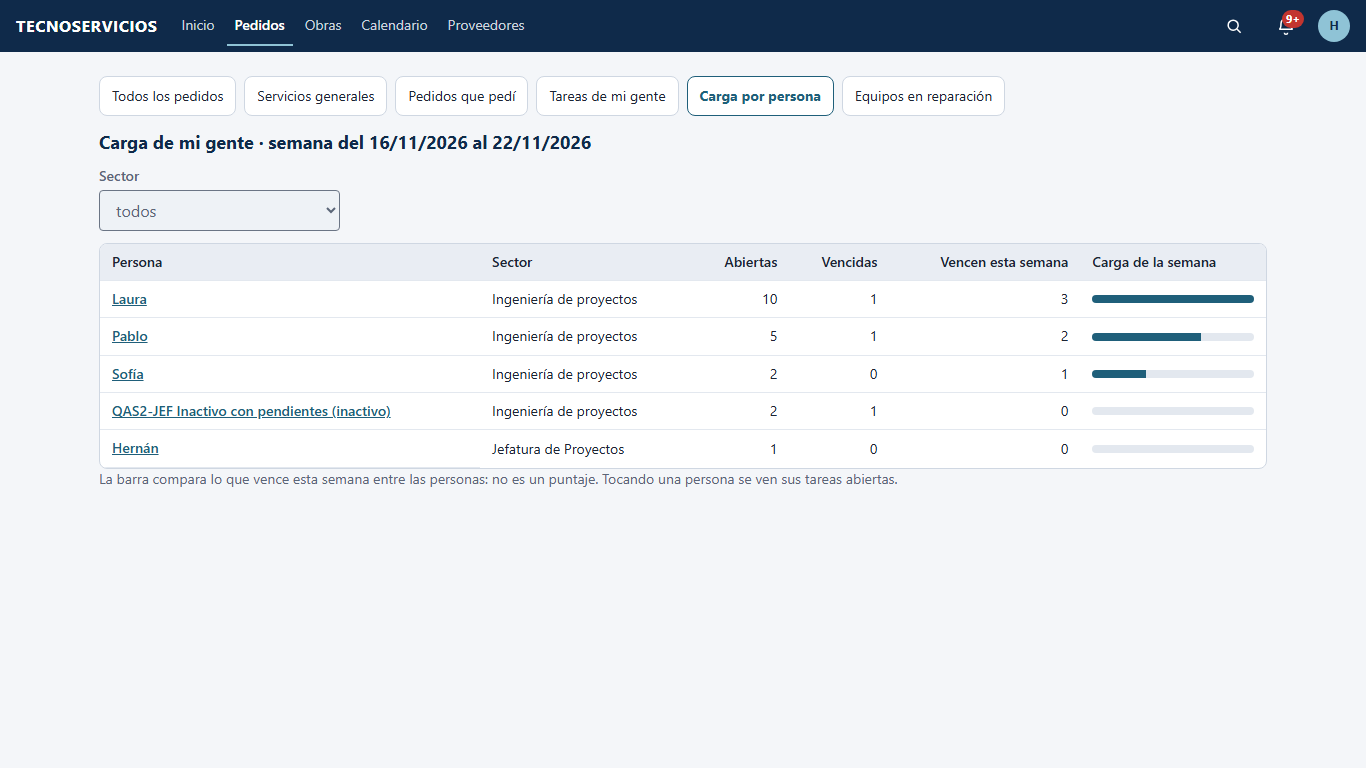 TECNOSERVICIOS Inicio Pedidos Obras Calendario Proveedores 9+ H
Todos los pedidos Servicios generales Pedidos que pedí Tareas de mi gente Carga por persona Equipos en reparación
Carga de mi gente · semana del 16/11/2026 al 22/11/2026
Sector
todos
Persona Sector Abiertas Vencidas Vencen esta semana Carga de la semana
Laura Ingeniería de proyectos 10 1 3
Pablo Ingeniería de proyectos 5 1 2
Sofía Ingeniería de proyectos 2 0 1
QAS2-JEF Inactivo con pendientes (inactivo) Ingeniería de proyectos 2 1 0
Hernán Jefatura de Proyectos 1 0 0
La barra compara lo que vence esta semana entre las personas: no es un puntaje. Tocando una persona se ven sus tareas abiertas.